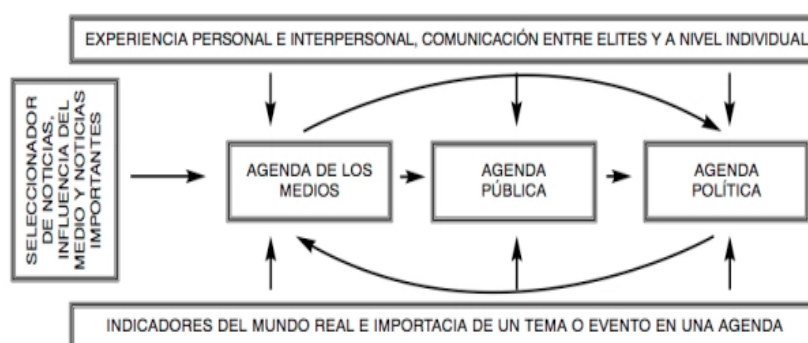 EXPERIENCIA PERSONAL E INTERPERSONAL, COMUNICACIÓN ENTRE ELITES Y A NIVEL INDIVIDUAL
SELECCIONADOR
DE NOTICIAS,
INFLUENCIA DEL
MEDIO Y NOTICIAS
IMPORTANTES
AGENDA DE LOS
MEDIOS
AGENDA
PÚBLICA
AGENDA
POLÍTICA
INDICADORES DEL MUNDO REAL E IMPORTACIA DE UN TEMA O EVENTO EN UNA AGENDA